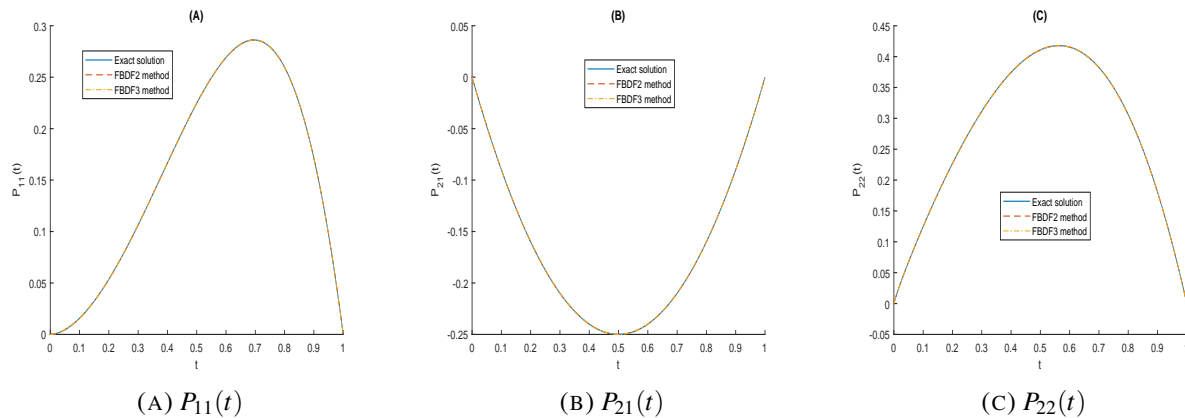 (A)
0.3
0.25
0.2
0.15
0.1
0.05
0
P₁₁(t)
Exact solution
FBDF2 method
FBDF3 method
0 0.1 0.2 0.3 0.4 0.5 0.6 0.7 0.8 0.9 1
t
(A) P₁₁(t)
(B)
0
-0.05
-0.1
-0.15
-0.2
-0.25
P₂₁(t)
Exact solution
FBDF2 method
FBDF3 method
0 0.1 0.2 0.3 0.4 0.5 0.6 0.7 0.8 0.9 1
t
(B) P₂₁(t)
(C)
0.45
0.4
0.35
0.3
0.25
0.2
0.15
0.1
0.05
0
-0.05
P₂₂(t)
Exact solution
FBDF2 method
FBDF3 method
0 0.1 0.2 0.3 0.4 0.5 0.6 0.7 0.8 0.9 1
t
(C) P₂₂(t)